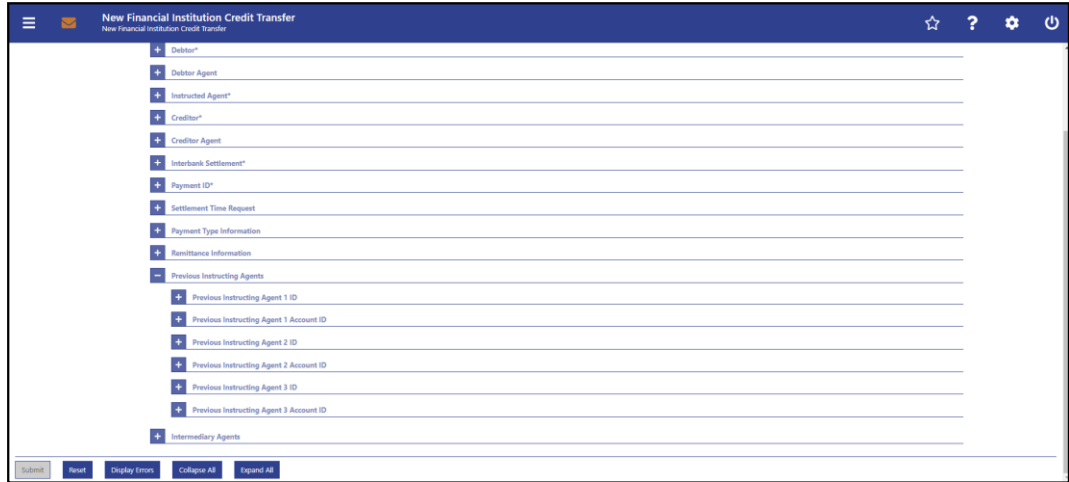 New Financial Institution Credit Transfer
New Financial Institution Credit Transfer
Debtor*
Debtor Agent
Instructed Agent*
Creditor*
Creditor Agent
Interbank Settlement*
Payment ID*
Settlement Time Request
Payment Type Information
Remittance Information
Previous Instructing Agents
Previous Instructing Agent 1 ID
Previous Instructing Agent 1 Account ID
Previous Instructing Agent 2 ID
Previous Instructing Agent 2 Account ID
Previous Instructing Agent 3 ID
Previous Instructing Agent 3 Account ID
Intermediary Agents
Submit Reset Display Errors Collapse All Expand All